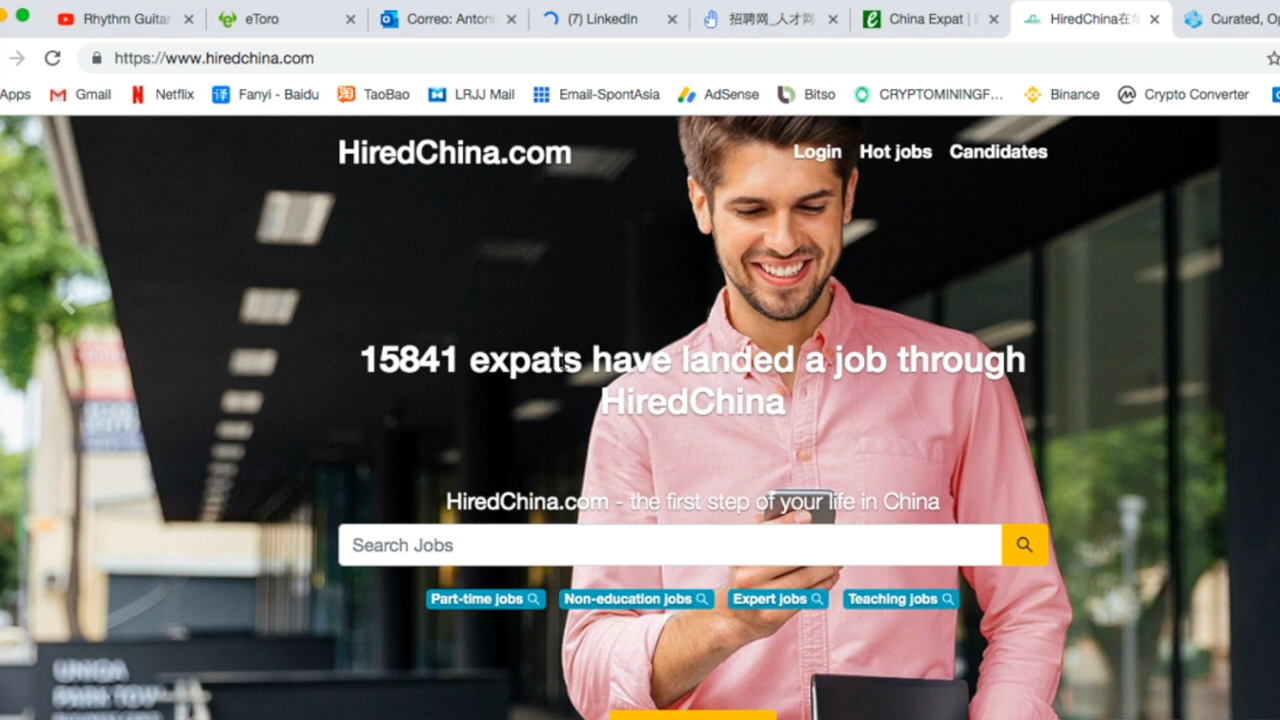 Rhythm Guitar
eToro
Correo: Antoni
(7) LinkedIn
招聘网_人才网
China Expat | E
HiredChina在华
Curated, Op
https://www.hiredchina.com
Apps
Gmail
Netflix
Fanyi - Baidu
TaoBao
LRJJ Mail
Email-SpontAsia
AdSense
Bitso
CRYPTOMININGF...
Binance
Crypto Converter
HiredChina.com
Login
Hot jobs
Candidates
15841 expats have landed a job through
HiredChina
HiredChina.com - the first step of your life in China
Search Jobs
Part-time jobs
Non-education jobs
Expert jobs
Teaching jobs